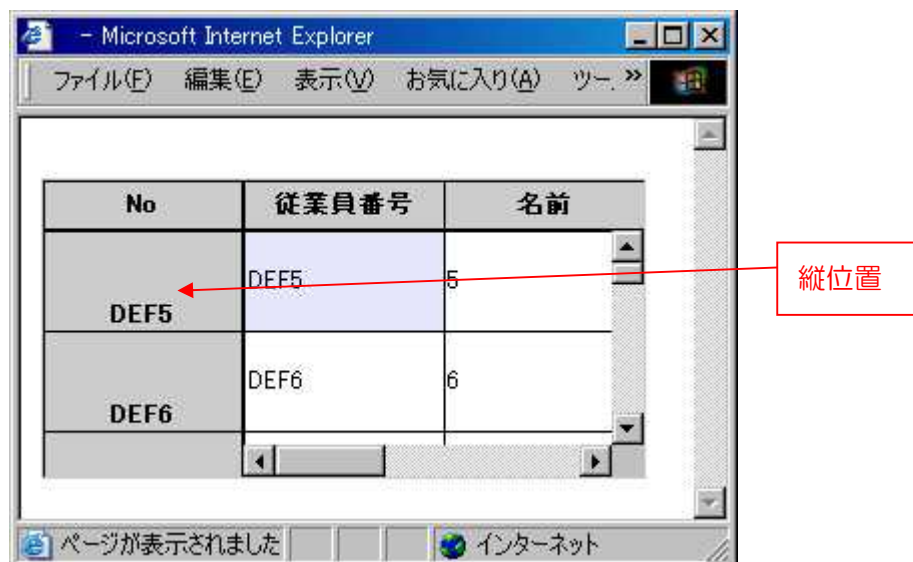 - Microsoft Internet Explorer
ファイル(F) 編集(E) 表示(V) お気に入り(A) ツー. »
No 従業員番号 名前
DEF5 DEF5 5
縦位置
DEF6 DEF6 6
ページが表示されました インターネット